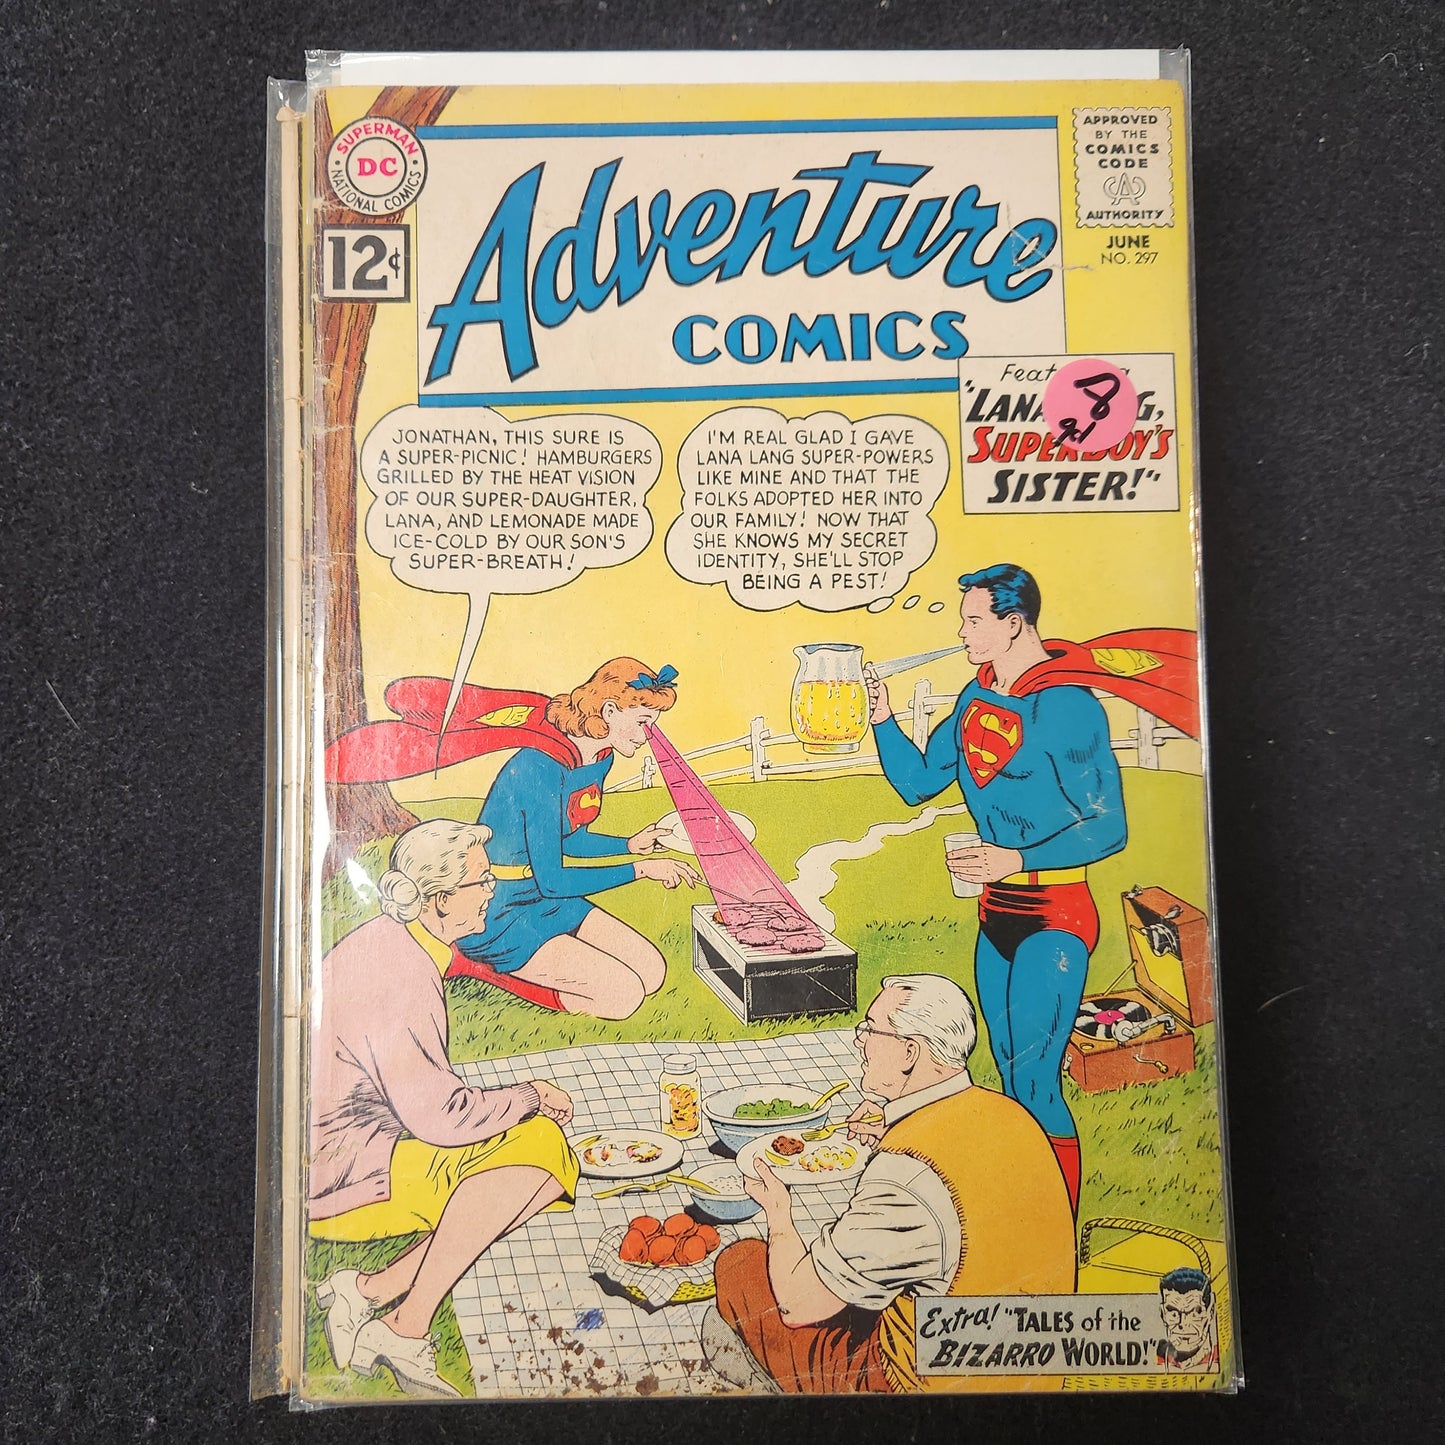 SUPERMAN
DC
NATIONAL COMICS
12¢
Adventure
COMICS
APPROVED
BY THE
COMICS
CODE
CA
AUTHORITY
JUNE
NO. 297
8
gd
SISTER!"
JONATHAN, THIS SURE IS
A SUPER-PICNIC! HAMBURGERS
GRILLED BY THE HEAT VISION
OF OUR SUPER-DAUGHTER,
LANA, AND LEMONADE MADE
ICE-COLD BY OUR SON'S
SUPER-BREATH!
I'M REAL GLAD I GAVE
LANA LANG SUPER-POWERS
LIKE MINE AND THAT THE
FOLKS ADOPTED HER INTO
OUR FAMILY! NOW THAT
SHE KNOWS MY SECRET
IDENTITY, SHE'LL STOP
BEING A PEST!
S
S
Extra! "TALES of the
BIZARRO WORLD!"